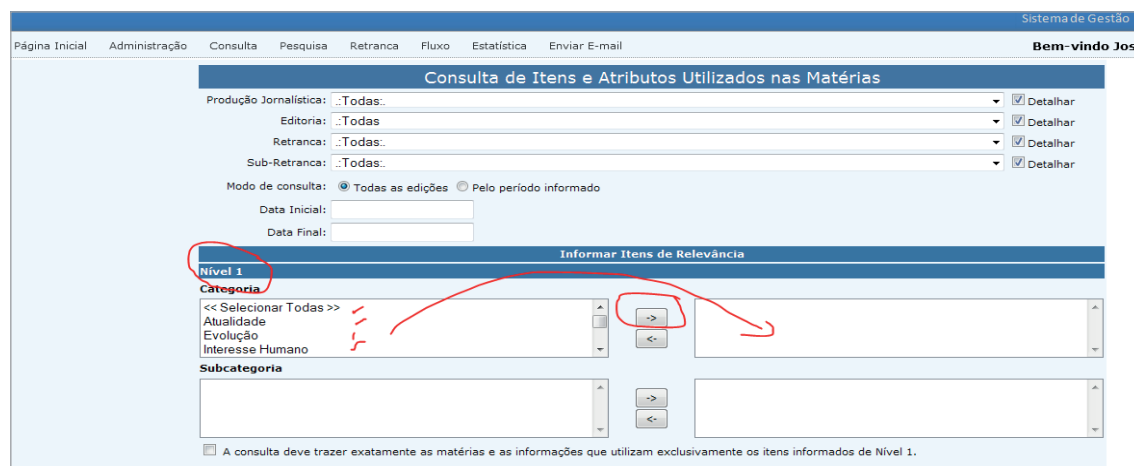 Sistema de Gestão
Página Inicial Administração Consulta Pesquisa Retranca Fluxo Estatística Enviar E-mail Bem-vindo Jos
Consulta de Itens e Atributos Utilizados nas Matérias
Produção Jornalística: .:Todas:. Detalhar
Editoria: .:Todas Detalhar
Retranca: .:Todas:. Detalhar
Sub-Retranca: .:Todas:. Detalhar
Modo de consulta: Todas as edições Pelo período informado
Data Inicial:
Data Final:
Informar Itens de Relevância
Nível 1
Categoria
<< Selecionar Todas >>
Atualidade
Evolução
Interesse Humano
->
<-
Subcategoria
->
<-
A consulta deve trazer exatamente as matérias e as informações que utilizam exclusivamente os itens informados de Nível 1.